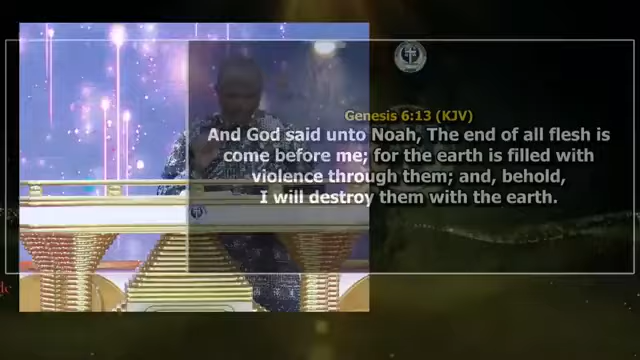 Genesis 6:13 (KJV)
And God said unto Noah, The end of all flesh is
come before me; for the earth is filled with
violence through them; and, behold,
I will destroy them with the earth.